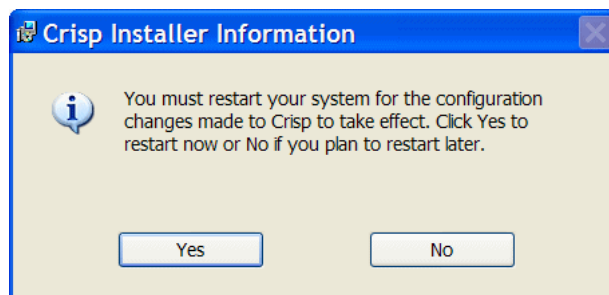 Crisp Installer Information
You must restart your system for the configuration
changes made to Crisp to take effect. Click Yes to
restart now or No if you plan to restart later.
Yes
No